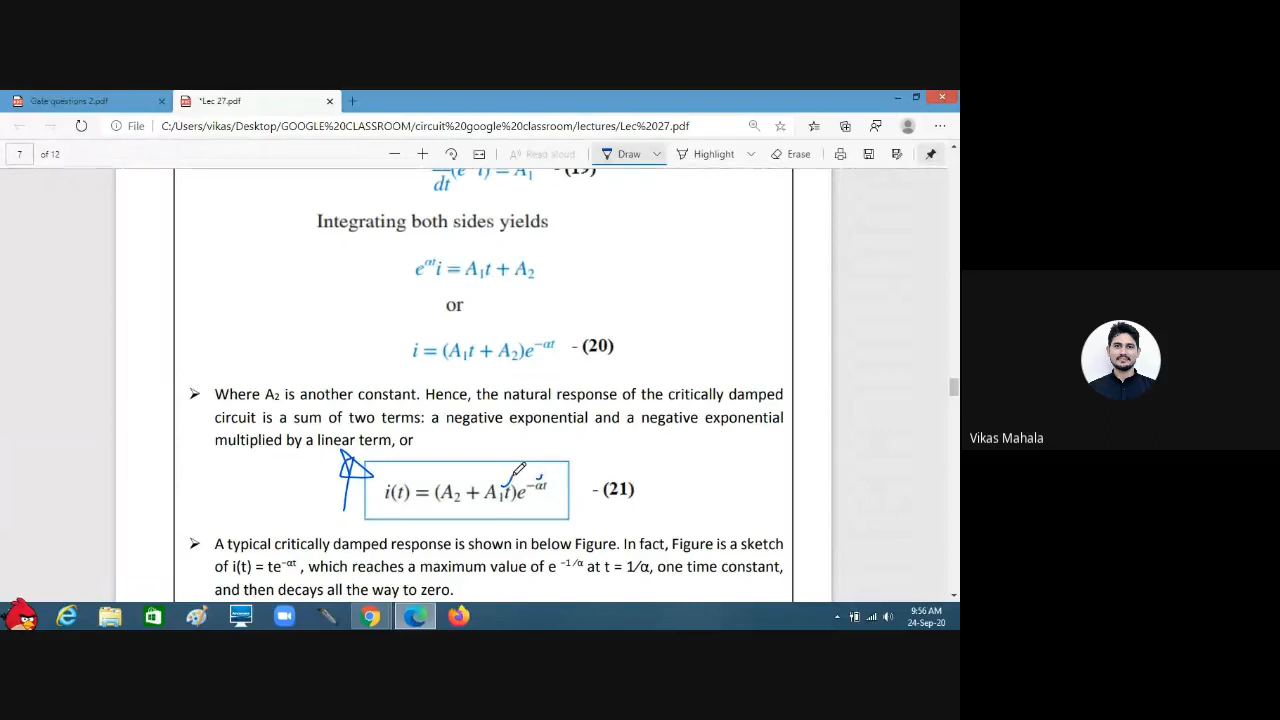 Gate questions 2.pdf
*Lec 27.pdf
File
C:/Users/vikas/Desktop/GOOGLE%20CLASSROOM/circuit%20google%20classroom/lectures/Lec%2027.pdf
7 of 12
Read aloud
Draw
Highlight
Erase
Integrating both sides yields
e^{αt}i = A₁t + A₂
or
i = (A₁t + A₂)e^{−αt} - (20)
➢ Where A₂ is another constant. Hence, the natural response of the critically damped
circuit is a sum of two terms: a negative exponential and a negative exponential
multiplied by a linear term, or
i(t) = (A₂ + A₁t)e^{−αt} - (21)
➢ A typical critically damped response is shown in below Figure. In fact, Figure is a sketch
of i(t) = te^{−αt} , which reaches a maximum value of e ^{−1/α} at t = 1/α, one time constant,
and then decays all the way to zero.
Vikas Mahala
9:56 AM
24-Sep-20